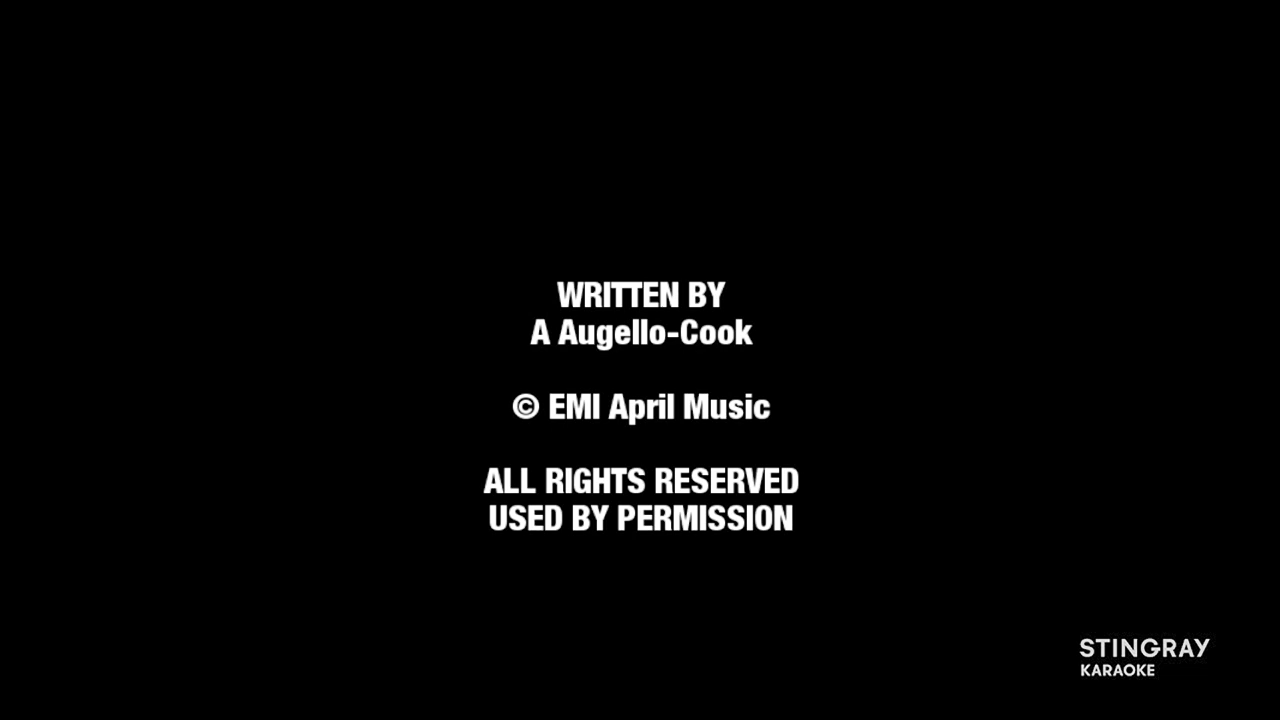 WRITTEN BY
A Augello-Cook
© EMI April Music
ALL RIGHTS RESERVED
USED BY PERMISSION
STINGRAY
KARAOKE